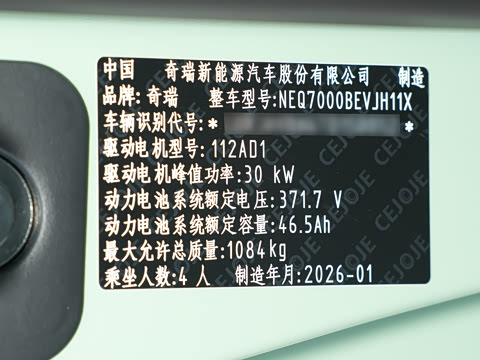 中国 奇瑞新能源汽车股份有限公司 制造
品牌:奇瑞 整车型号:NEQ7000BEVJH11X
车辆识别代号:* *
驱动电机型号:112AD1
驱动电机峰值功率:30 kW
动力电池系统额定电压:371.7 V
动力电池系统额定容量:46.5Ah
最大允许总质量:1084kg
乘坐人数:4 人 制造年月:2026-01